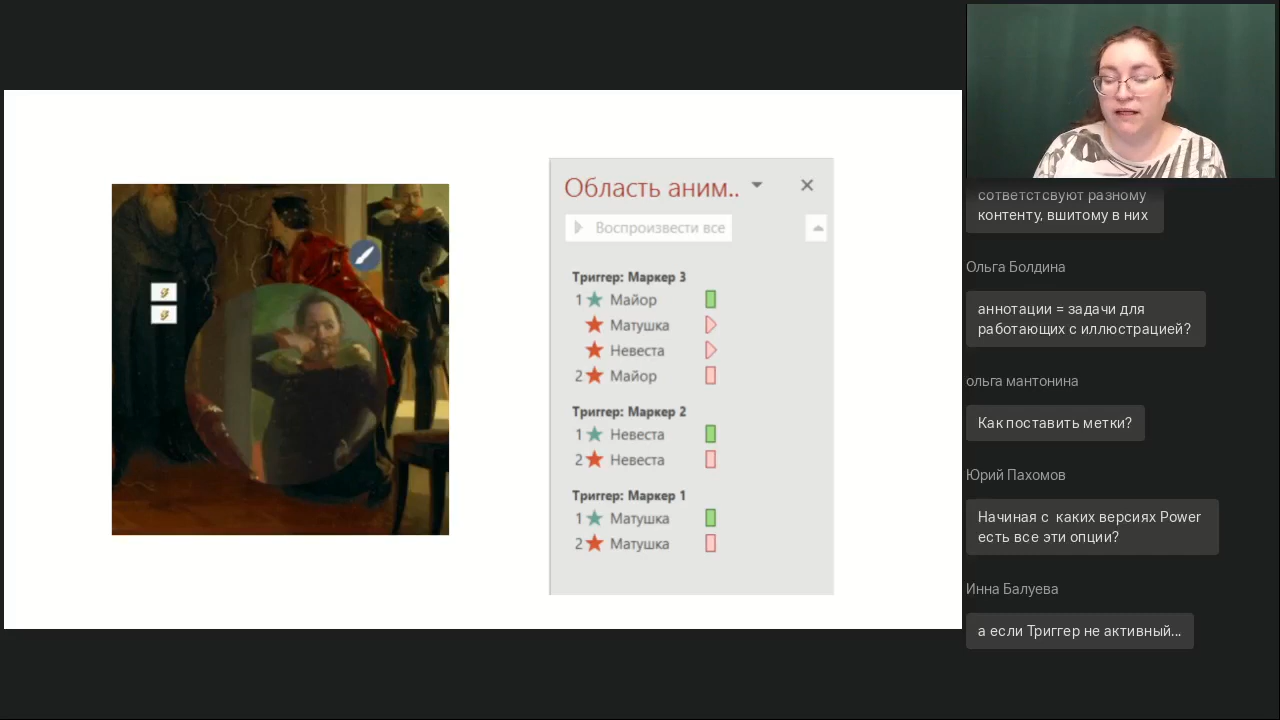 Область аним..
Воспроизвести все
Триггер: Маркер 3
1 Майор
Матушка
Невеста
2 Майор
Триггер: Маркер 2
1 Невеста
2 Невеста
Триггер: Маркер 1
1 Матушка
2 Матушка
сответстсвуют разному
контенту, вшитому в них
Ольга Болдина
аннотации = задачи для
работающих с иллюстрацией?
ольга мантонина
Как поставить метки?
Юрий Пахомов
Начиная с каких версиях Power
есть все эти опции?
Инна Балуева
а если Триггер не активный...